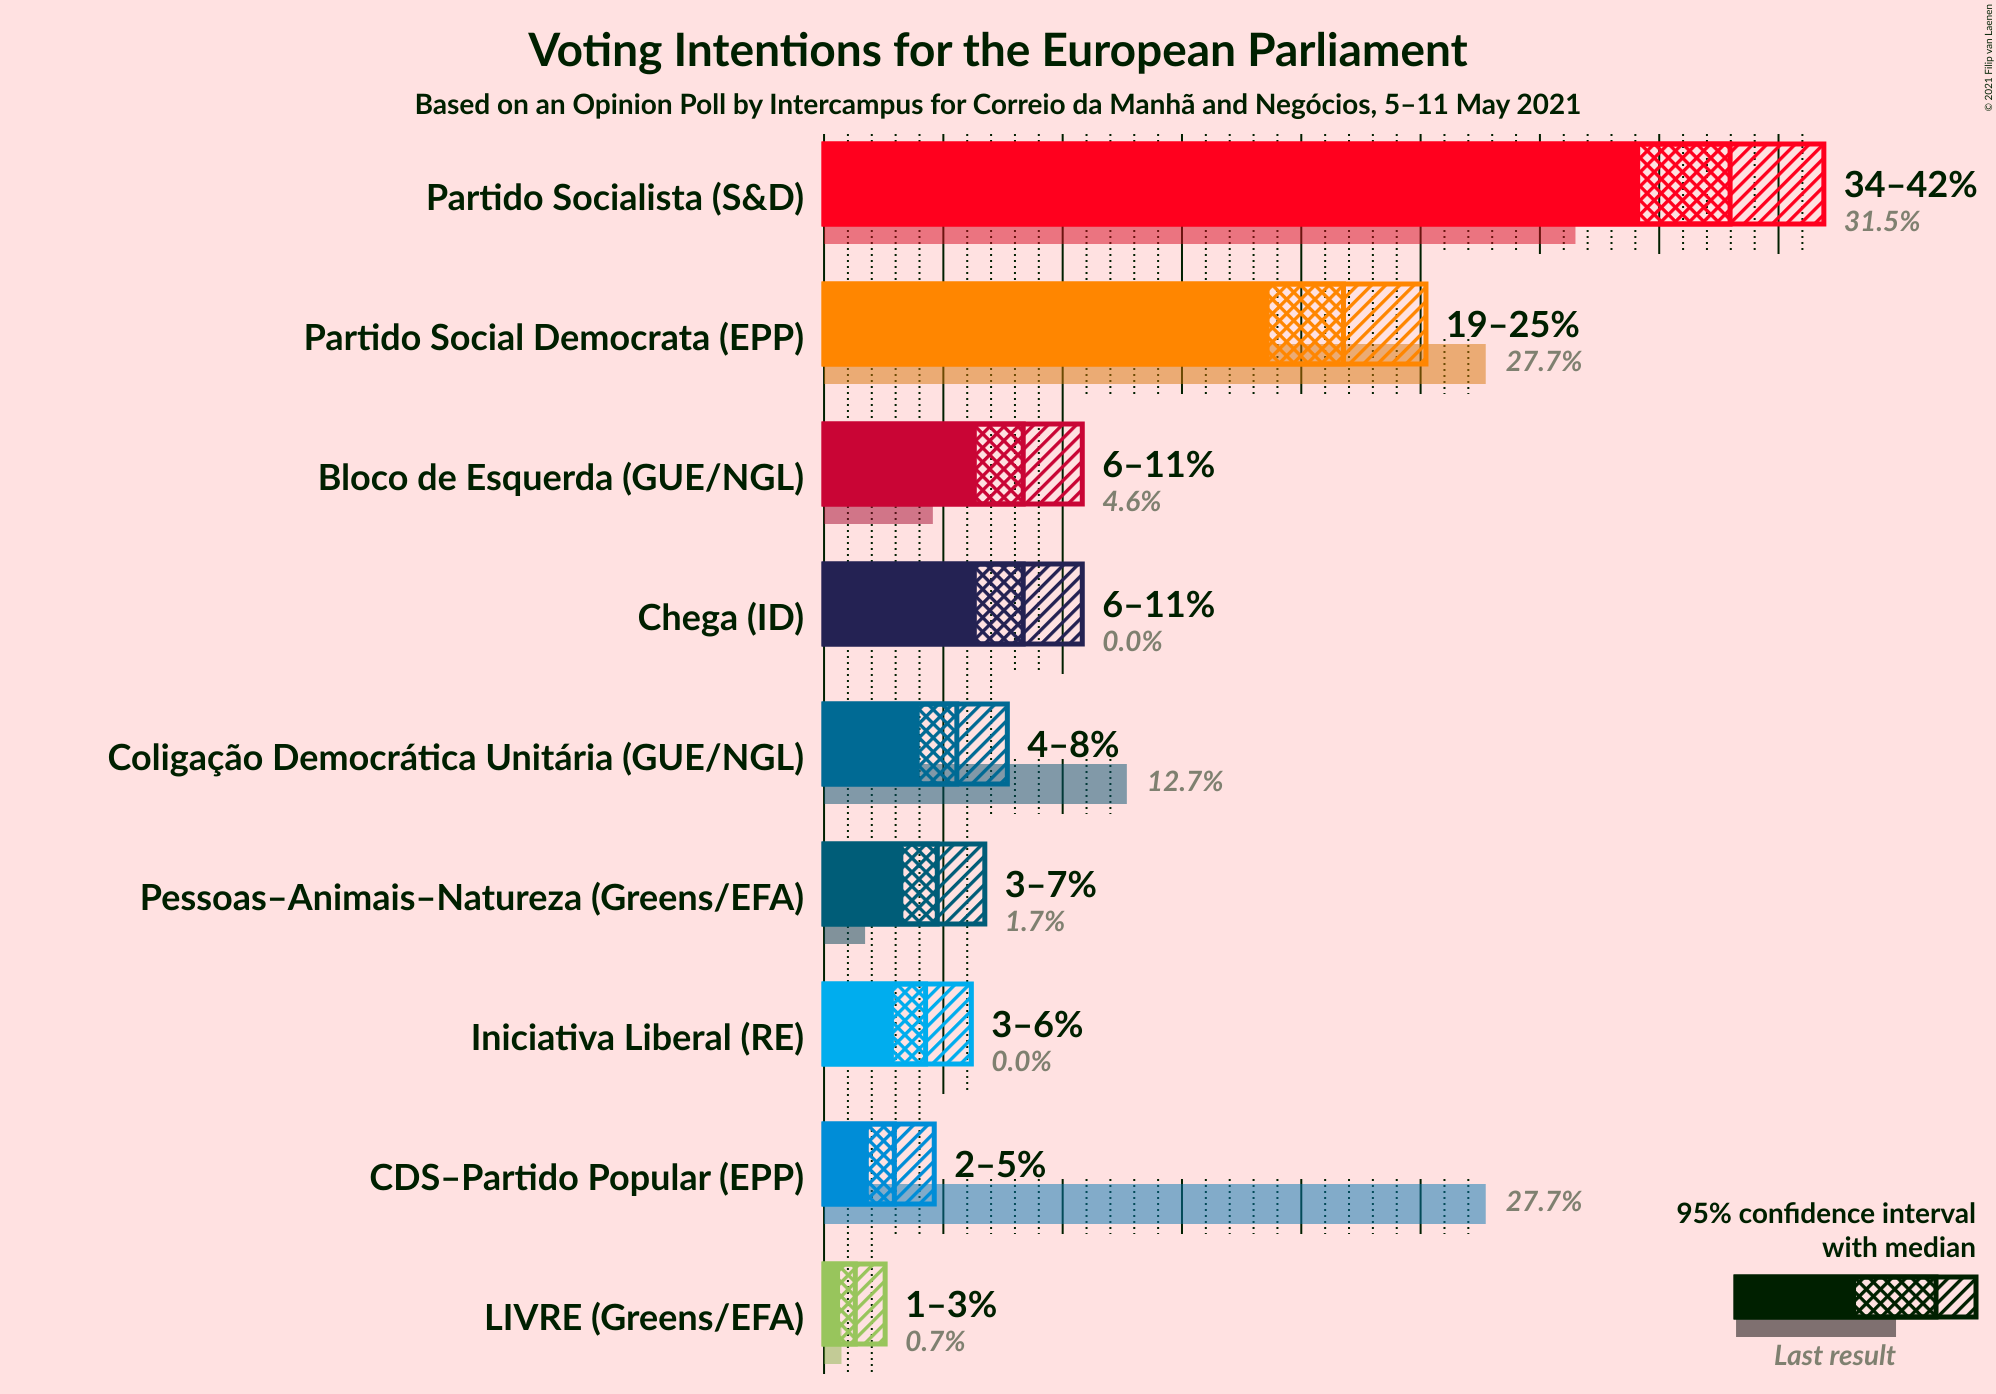 Voting Intentions for the European Parliament
Based on an Opinion Poll by Intercampus for Correio da Manhã and Negócios, 5–11 May 2021
© 2021 Filip van Laenen
Partido Socialista (S&D)
34–42%
31.5%
Partido Social Democrata (EPP)
19–25%
27.7%
Bloco de Esquerda (GUE/NGL)
6–11%
4.6%
Chega (ID)
6–11%
0.0%
Coligação Democrática Unitária (GUE/NGL)
4–8%
12.7%
Pessoas–Animais–Natureza (Greens/EFA)
3–7%
1.7%
Iniciativa Liberal (RE)
3–6%
0.0%
CDS–Partido Popular (EPP)
2–5%
27.7%
LIVRE (Greens/EFA)
1–3%
0.7%
95% confidence interval
with median
Last result